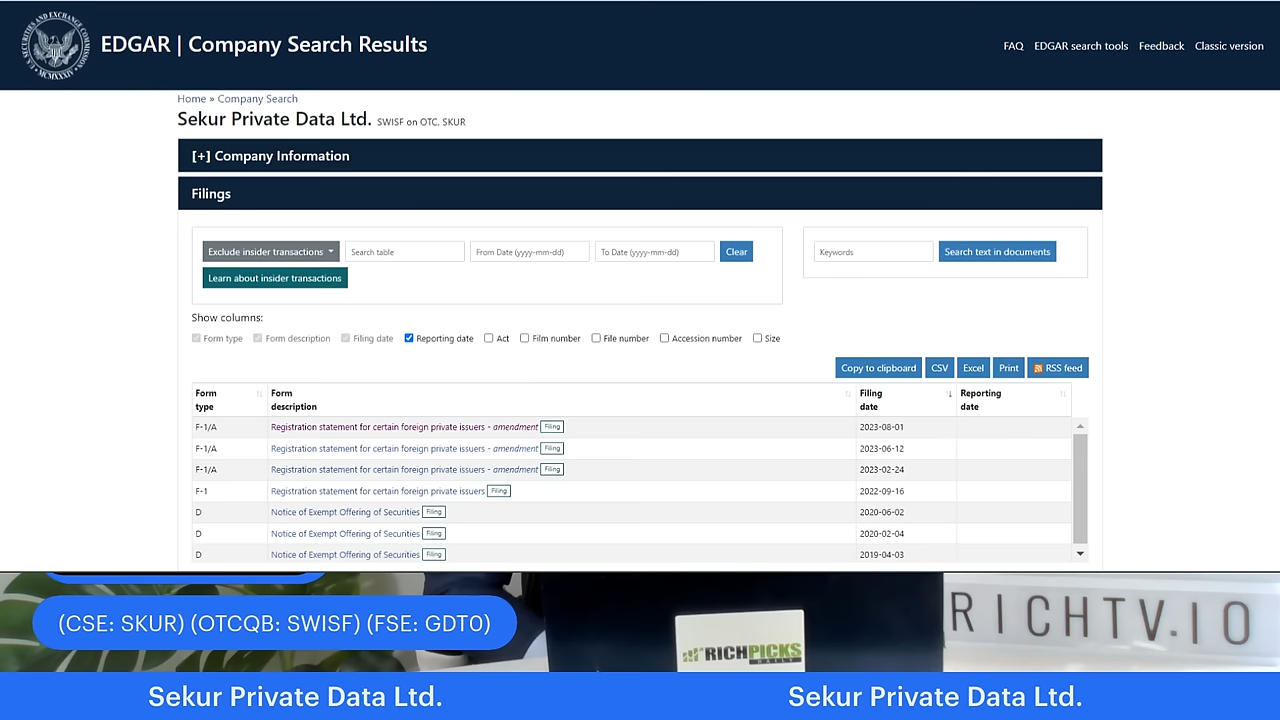 EDGAR | Company Search Results
FAQ EDGAR search tools Feedback Classic version
Home » Company Search
Sekur Private Data Ltd. SWISF on OTC, SKUR
[+] Company Information
Filings
Exclude insider transactions Search table From Date (yyyy-mm-dd) To Date (yyyy-mm-dd) Clear Keywords Search text in documents
Learn about insider transactions
Show columns:
Form type Form description Filing date Reporting date Act Film number File number Accession number Size
Copy to clipboard CSV Excel Print RSS feed
Form type Form description Filing date Reporting date
F-1/A Registration statement for certain foreign private issuers - amendment Filing 2023-08-01
F-1/A Registration statement for certain foreign private issuers - amendment Filing 2023-06-12
F-1/A Registration statement for certain foreign private issuers - amendment Filing 2023-02-24
F-1 Registration statement for certain foreign private issuers Filing 2022-09-16
D Notice of Exempt Offering of Securities Filing 2020-06-02
D Notice of Exempt Offering of Securities Filing 2020-02-04
D Notice of Exempt Offering of Securities Filing 2019-04-03
(CSE: SKUR) (OTCQB: SWISF) (FSE: GDT0)
RICHPICKS
DAILY
RICHTV.IO
Sekur Private Data Ltd. Sekur Private Data Ltd.